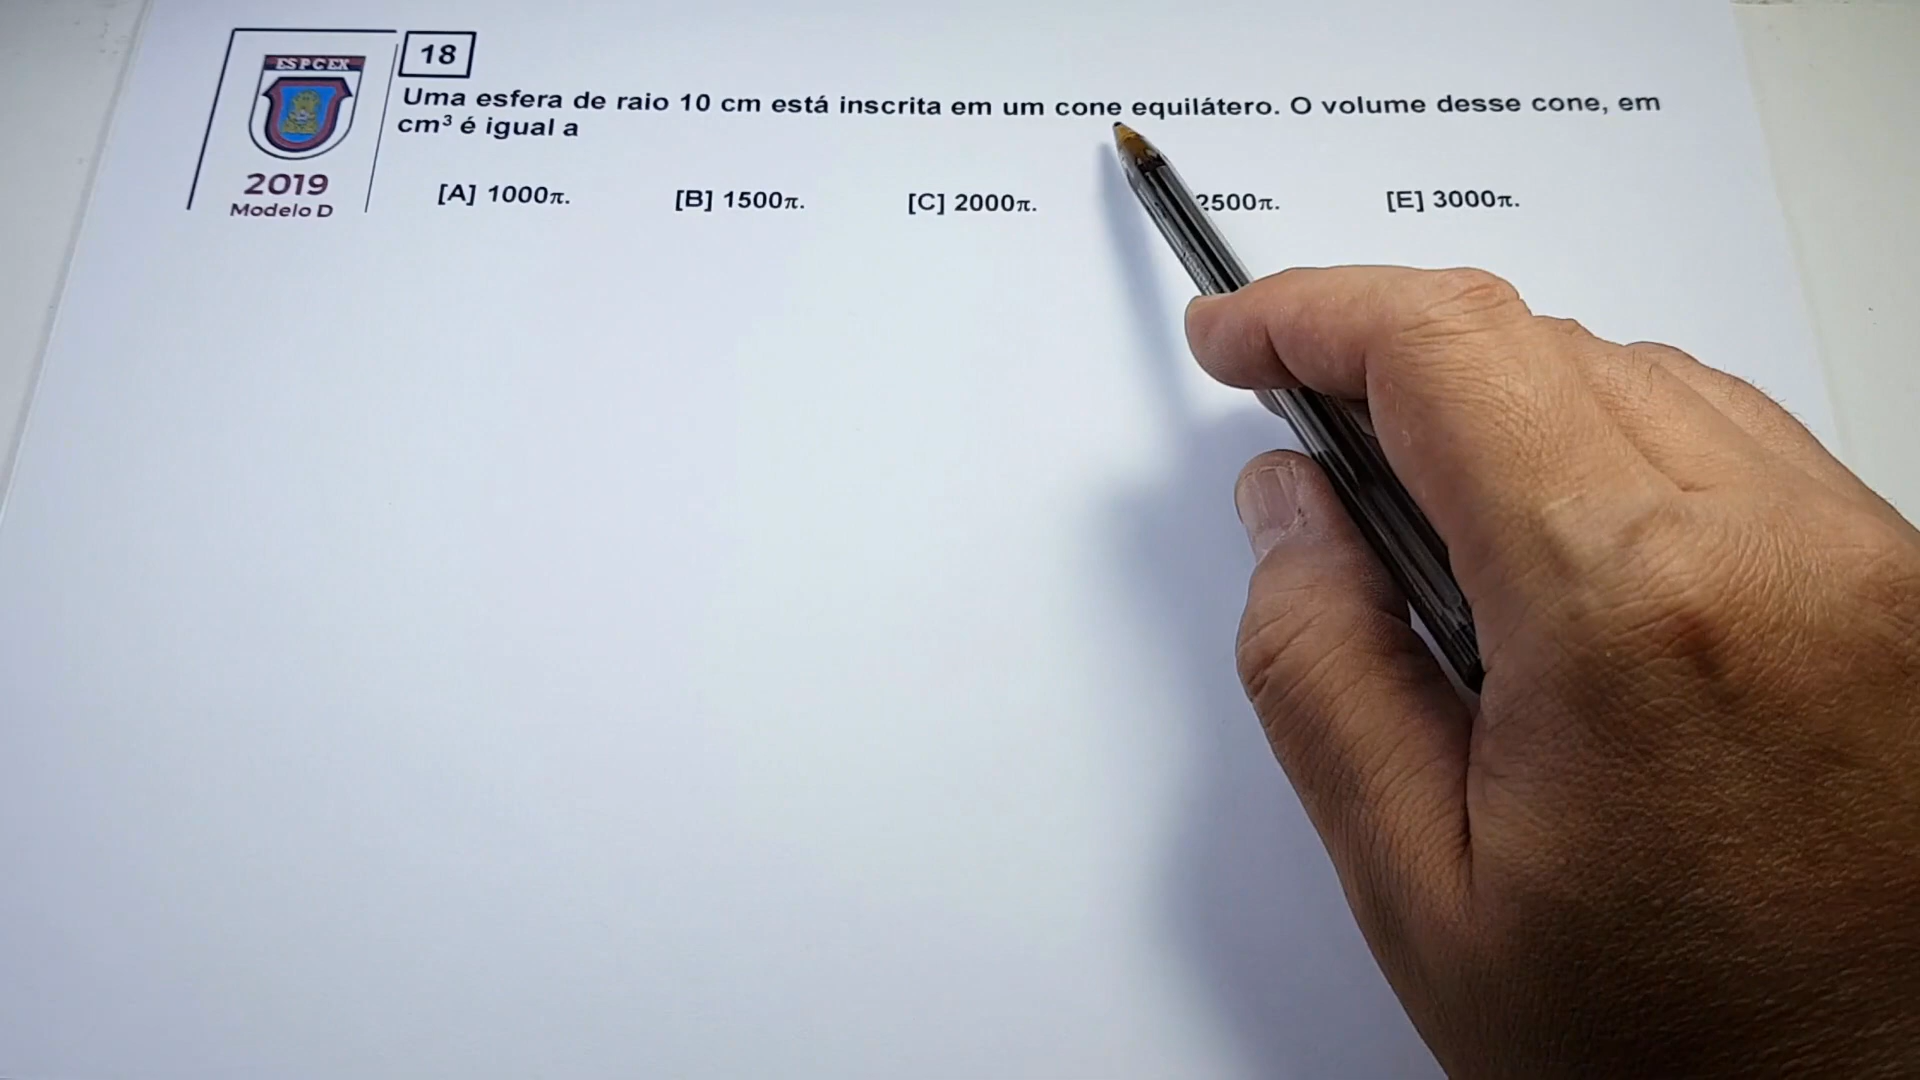 ESPCEX
18
Uma esfera de raio 10 cm está inscrita em um cone equilátero. O volume desse cone, em
cm³ é igual a
2019
Modelo D
[A] 1000π. [B] 1500π. [C] 2000π. 2500π. [E] 3000π.